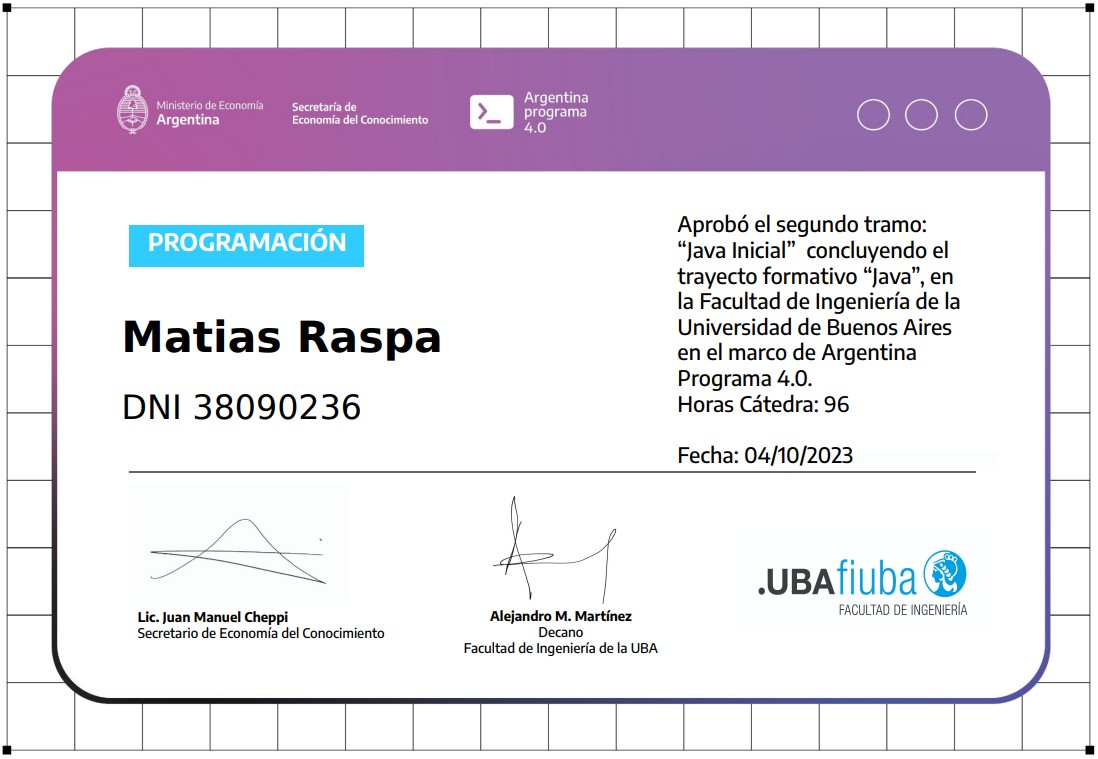 Ministerio de Economía
Argentina
Secretaría de
Economía del Conocimiento
Argentina
programa
4.0
PROGRAMACIÓN
Matias Raspa
DNI 38090236
Aprobó el segundo tramo:
“Java Inicial”  concluyendo el
trayecto formativo “Java”, en
la Facultad de Ingeniería de la
Universidad de Buenos Aires
en el marco de Argentina
Programa 4.0.
Horas Cátedra: 96
Fecha: 04/10/2023
Lic. Juan Manuel Cheppi
Secretario de Economía del Conocimiento
Alejandro M. Martínez
Decano
Facultad de Ingeniería de la UBA
.UBAfiuba
FACULTAD DE INGENIERÍA